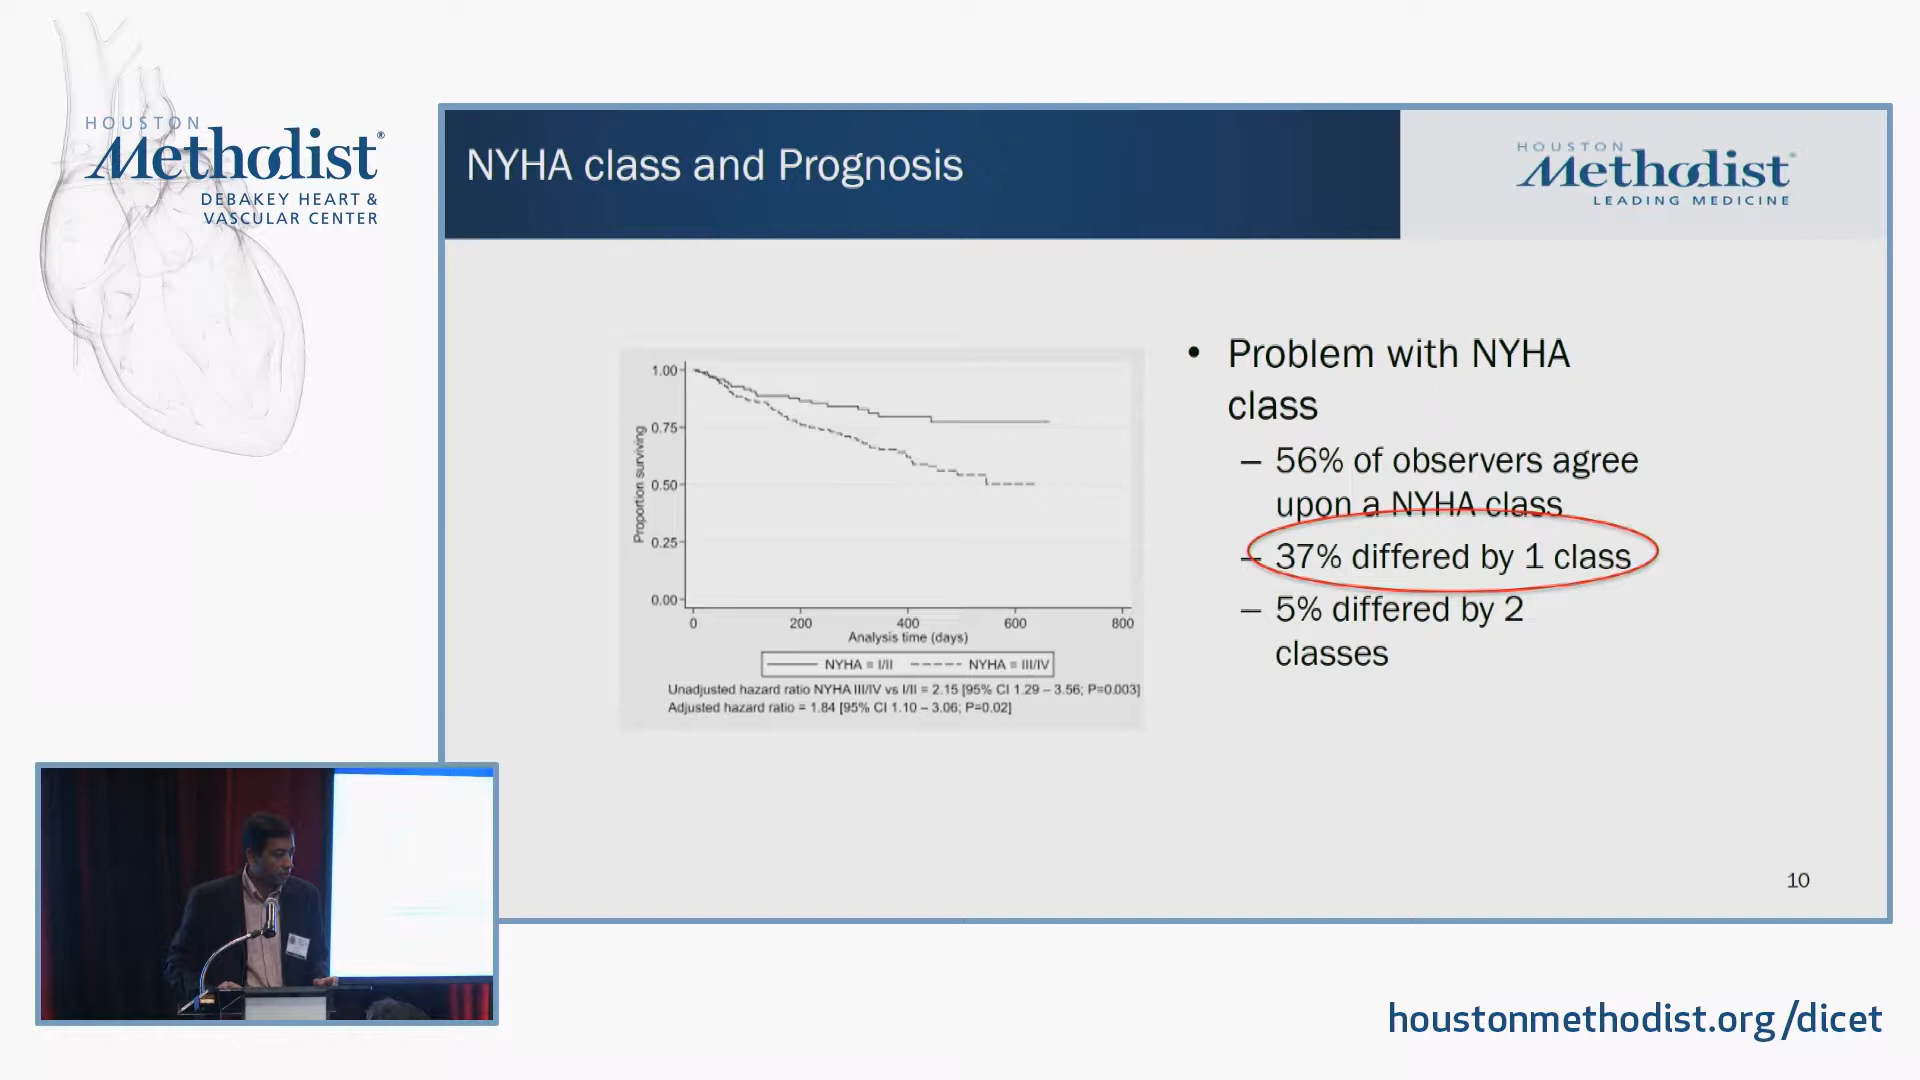 HOUSTON
Methodist®
DEBAKEY HEART &
VASCULAR CENTER
NYHA class and Prognosis
HOUSTON
Methodist®
LEADING MEDICINE
• Problem with NYHA
class
– 56% of observers agree
upon a NYHA class
– 37% differed by 1 class
– 5% differed by 2
classes
Proportion surviving
1.00
0.75
0.50
0.25
0.00
0 200 400 600 800
Analysis time (days)
NYHA = I/II NYHA = III/IV
Unadjusted hazard ratio NYHA III/IV vs I/II = 2.15 [95% CI 1.29 – 3.56; P=0.003]
Adjusted hazard ratio = 1.84 [95% CI 1.10 – 3.06; P=0.02]
10
houstonmethodist.org/dicet